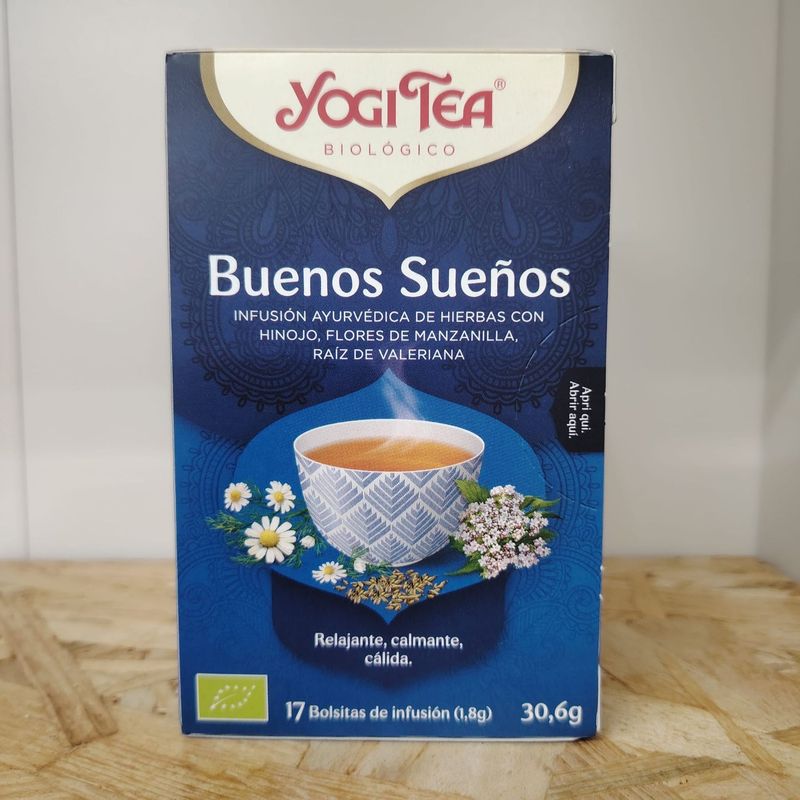 YOGI TEA®
BIOLÓGICO
Buenos Sueños
INFUSIÓN AYURVÉDICA DE HIERBAS CON
HINOJO, FLORES DE MANZANILLA,
RAÍZ DE VALERIANA
Apri qui.
Abrir aquí.
Relajante, calmante,
cálida.
17 Bolsitas de infusión (1,8g) 30,6g